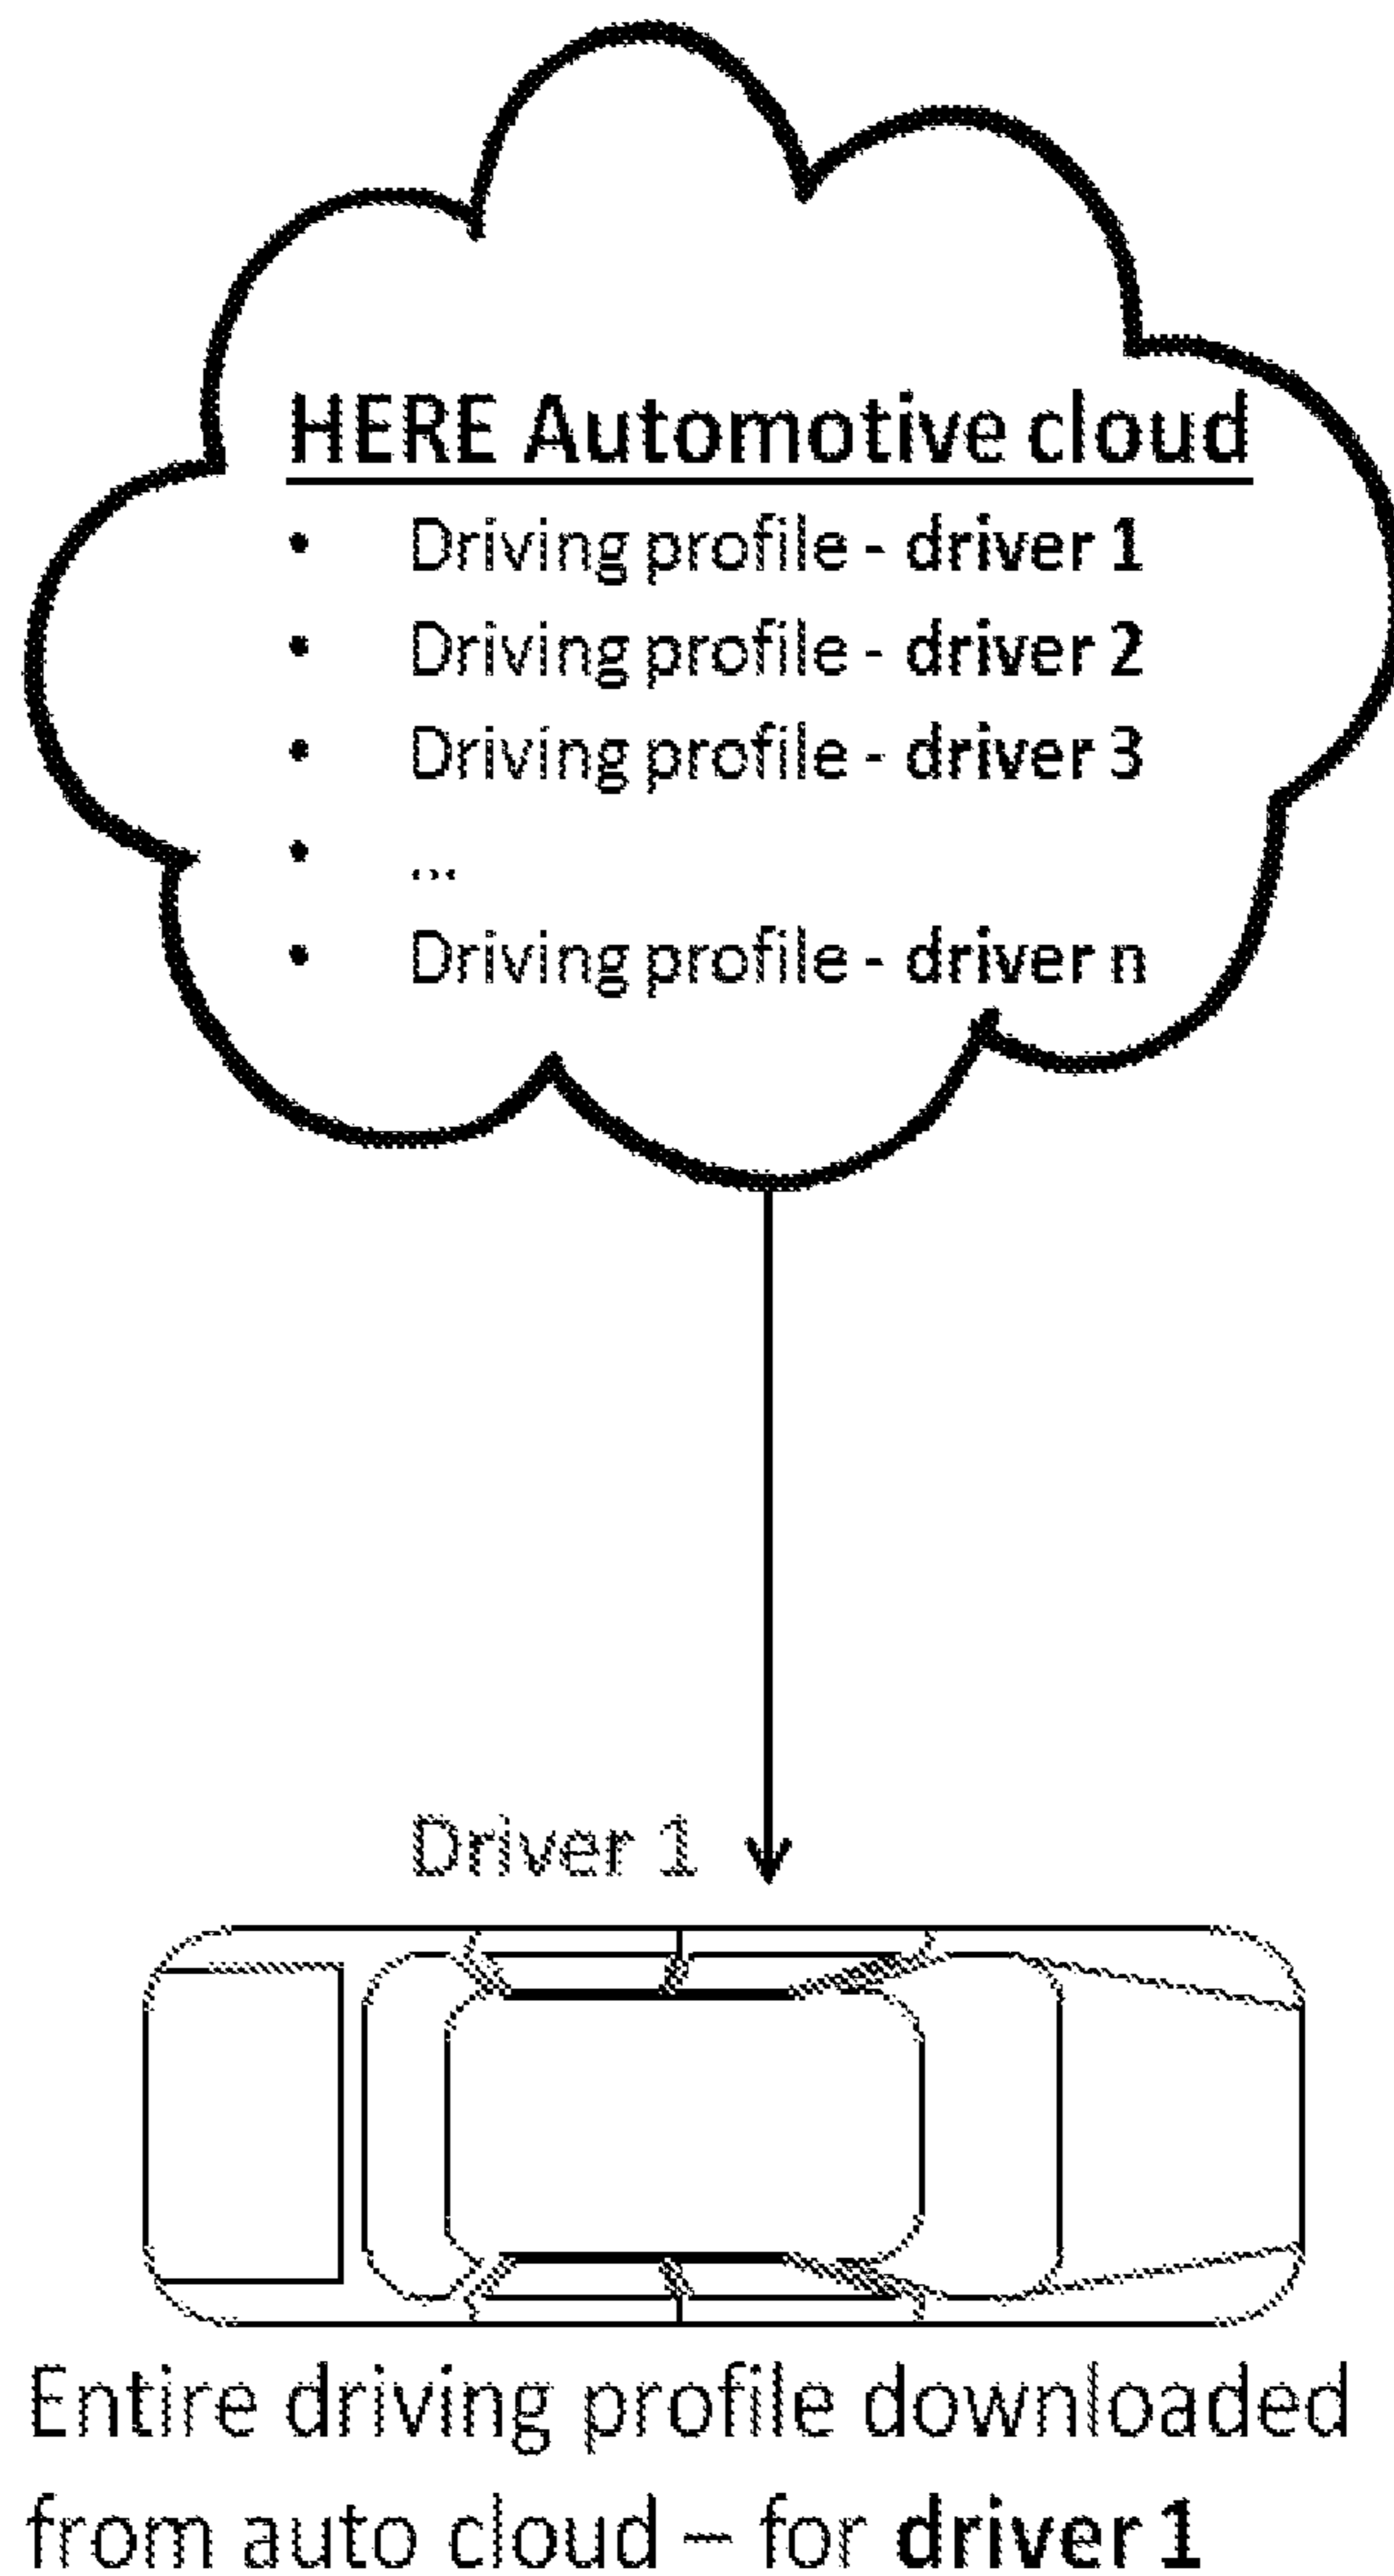 HERE Automotive cloud
• Driving profile - driver 1
• Driving profile - driver 2
• Driving profile - driver 3
• ...
• Driving profile - driver n
Driver 1
Entire driving profile downloaded
from auto cloud – for driver 1